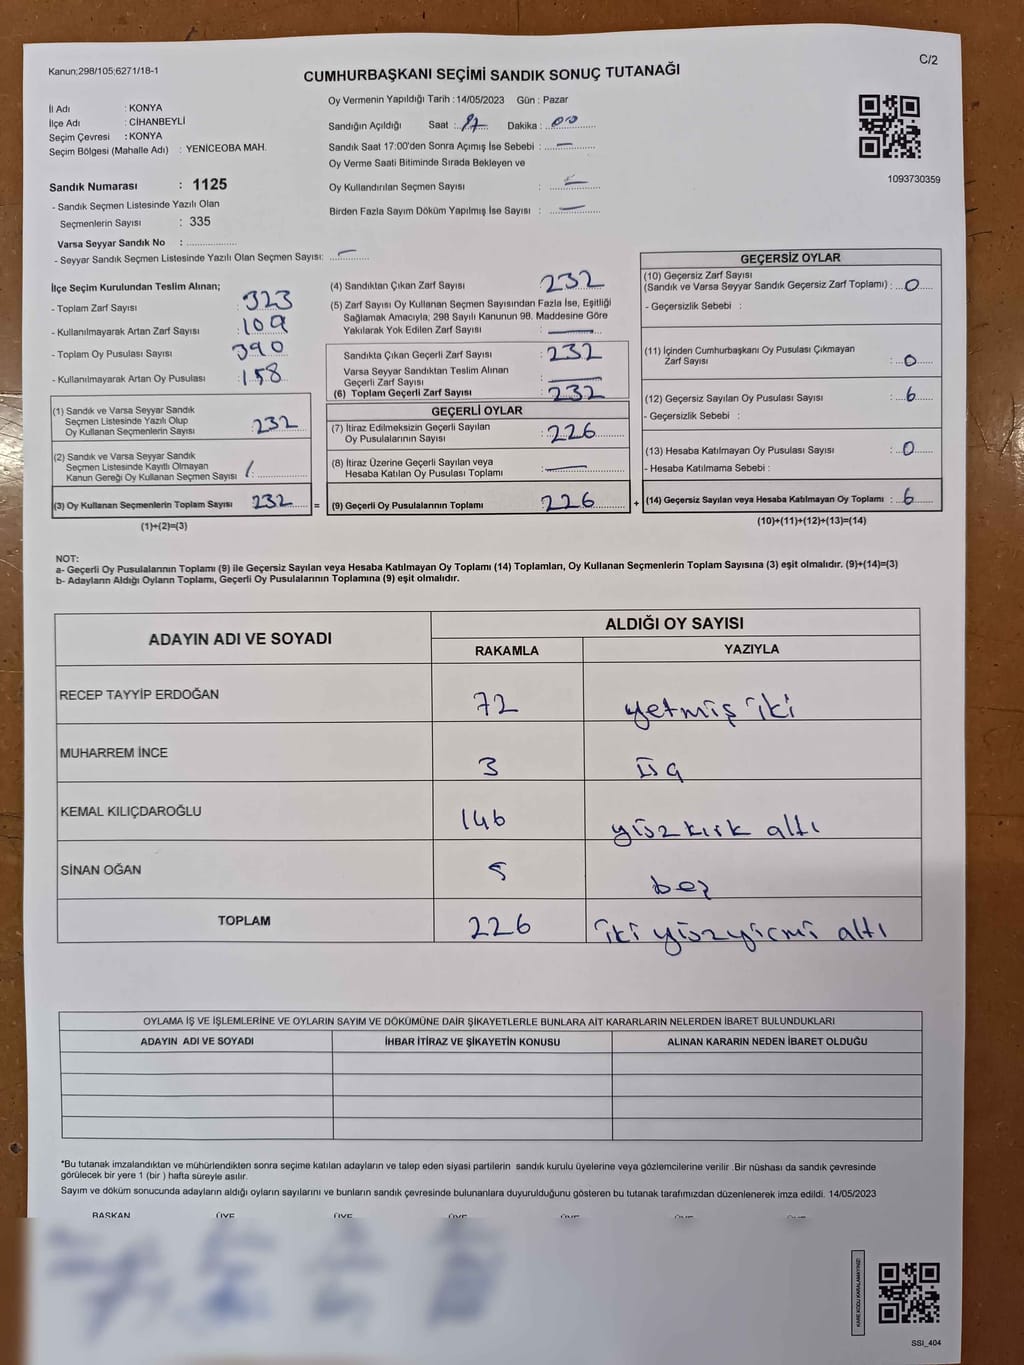 Kanun;298/105;6271/18-1
C/2
CUMHURBAŞKANI SEÇİMİ SANDIK SONUÇ TUTANAĞI
İl Adı : KONYA
İlçe Adı : CİHANBEYLİ
Seçim Çevresi : KONYA
Seçim Bölgesi (Mahalle Adı) : YENİCEOBA MAH.
Sandık Numarası : 1125
- Sandık Seçmen Listesinde Yazılı Olan
Seçmenlerin Sayısı : 335
Varsa Seyyar Sandık No : ..................
- Seyyar Sandık Seçmen Listesinde Yazılı Olan Seçmen Sayısı: —
Oy Vermenin Yapıldığı Tarih : 14/05/2023 Gün : Pazar
Sandığın Açıldığı Saat : 17 Dakika : 00
Sandık Saat 17:00'den Sonra Açımış İse Sebebi : —
Oy Verme Saati Bitiminde Sırada Bekleyen ve
Oy Kullandırılan Seçmen Sayısı : —
Birden Fazla Sayım Döküm Yapılmış İse Sayısı : —
1093730359
İlçe Seçim Kurulundan Teslim Alınan;
- Toplam Zarf Sayısı : 323
- Kullanılmayarak Artan Zarf Sayısı : 109
- Toplam Oy Pusulası Sayısı : 390
- Kullanılmayarak Artan Oy Pusulası : 158
(1) Sandık ve Varsa Seyyar Sandık
Seçmen Listesinde Yazılı Olup
Oy Kullanan Seçmenlerin Sayısı : 232
(2) Sandık ve Varsa Seyyar Sandık
Seçmen Listesinde Kayıtlı Olmayan
Kanun Gereği Oy Kullanan Seçmen Sayısı : /
(3) Oy Kullanan Seçmenlerin Toplam Sayısı 232 =
(1)+(2)=(3)
(4) Sandıktan Çıkan Zarf Sayısı 232
(5) Zarf Sayısı Oy Kullanan Seçmen Sayısından Fazla İse, Eşitliği
Sağlamak Amacıyla; 298 Sayılı Kanunun 98. Maddesine Göre
Yakılarak Yok Edilen Zarf Sayısı : —
Sandıkta Çıkan Geçerli Zarf Sayısı : 232
Varsa Seyyar Sandıktan Teslim Alınan
Geçerli Zarf Sayısı : —
(6) Toplam Geçerli Zarf Sayısı : 232
GEÇERLİ OYLAR
(7) İtiraz Edilmeksizin Geçerli Sayılan
Oy Pusulalarının Sayısı : 226
(8) İtiraz Üzerine Geçerli Sayılan veya
Hesaba Katılan Oy Pusulası Toplamı : —
(9) Geçerli Oy Pusulalarının Toplamı 226 +
GEÇERSİZ OYLAR
(10) Geçersiz Zarf Sayısı
(Sandık ve Varsa Seyyar Sandık Geçersiz Zarf Toplamı) : 0
- Geçersizlik Sebebi :
(11) İçinden Cumhurbaşkanı Oy Pusulası Çıkmayan
Zarf Sayısı : 0
(12) Geçersiz Sayılan Oy Pusulası Sayısı : 6
- Geçersizlik Sebebi :
(13) Hesaba Katılmayan Oy Pusulası Sayısı : 0
- Hesaba Katılmama Sebebi :
(14) Geçersiz Sayılan veya Hesaba Katılmayan Oy Toplamı : 6
(10)+(11)+(12)+(13)=(14)
NOT:
a- Geçerli Oy Pusulalarının Toplamı (9) ile Geçersiz Sayılan veya Hesaba Katılmayan Oy Toplamı (14) Toplamları, Oy Kullanan Seçmenlerin Toplam Sayısına (3) eşit olmalıdır. (9)+(14)=(3)
b- Adayların Aldığı Oyların Toplamı, Geçerli Oy Pusulalarının Toplamına (9) eşit olmalıdır.
ADAYIN ADI VE SOYADI ALDIĞI OY SAYISI
RAKAMLA YAZIYLA
RECEP TAYYİP ERDOĞAN 72 yetmiş iki
MUHARREM İNCE 3 üç
KEMAL KILIÇDAROĞLU 146 yüzkırk altı
SİNAN OĞAN 5 beş
TOPLAM 226 iki yüzyirmi altı
OYLAMA İŞ VE İŞLEMLERİNE VE OYLARIN SAYIM VE DÖKÜMÜNE DAİR ŞİKAYETLERLE BUNLARA AİT KARARLARIN NELERDEN İBARET BULUNDUKLARI
ADAYIN ADI VE SOYADI İHBAR İTİRAZ VE ŞİKAYETİN KONUSU ALINAN KARARIN NEDEN İBARET OLDUĞU
*Bu tutanak imzalandıktan ve mühürlendikten sonra seçime katılan adayların ve talep eden siyasi partilerin sandık kurulu üyelerine veya gözlemcilerine verilir .Bir nüshası da sandık çevresinde
görülecek bir yere 1 (bir ) hafta süreyle asılır.
Sayım ve döküm sonucunda adayların aldığı oyların sayılarını ve bunların sandık çevresinde bulunanlara duyurulduğunu gösteren bu tutanak tarafımızdan düzenlenerek imza edildi. 14/05/2023
BAŞKAN ÜYE ÜYE ÜYE ÜYE ÜYE
KARE KODU KARALAMAYINIZ!
SSI_404